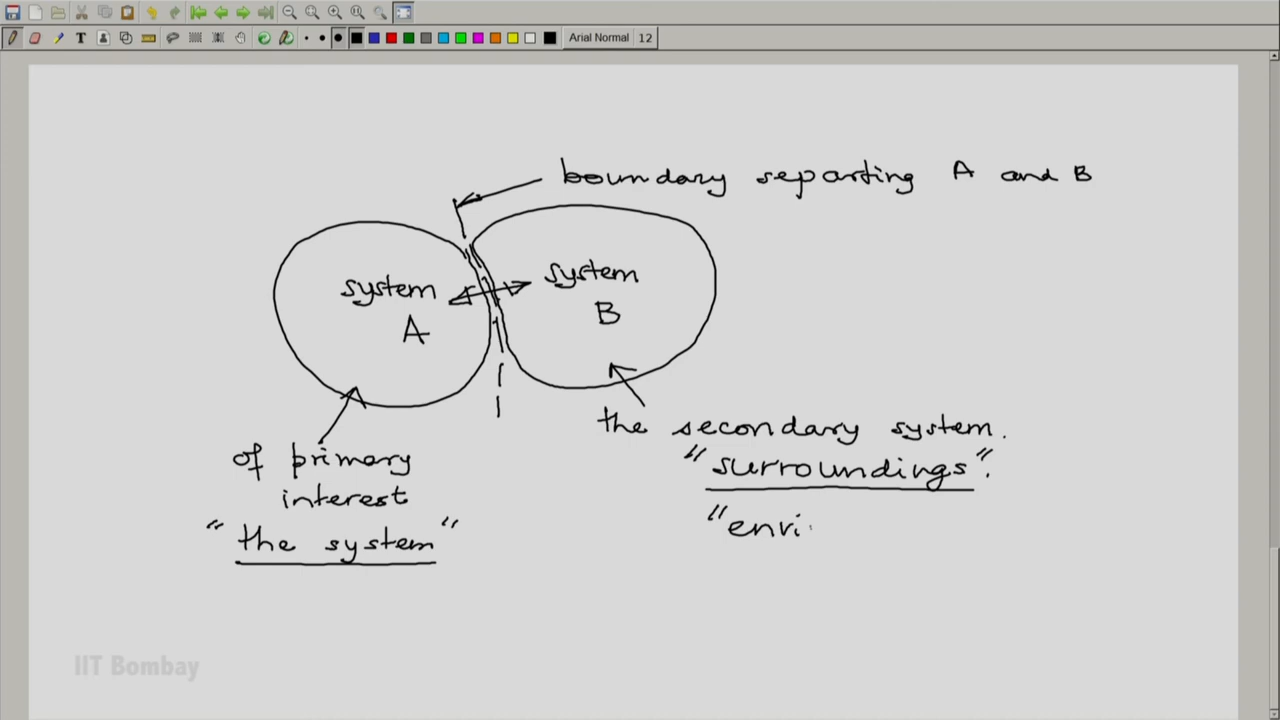 Arial Normal 12
boundary separting A and B
system
A
system
B
the secondary system.
"surroundings".
"envi
of primary
interest
"the system"
IIT Bombay